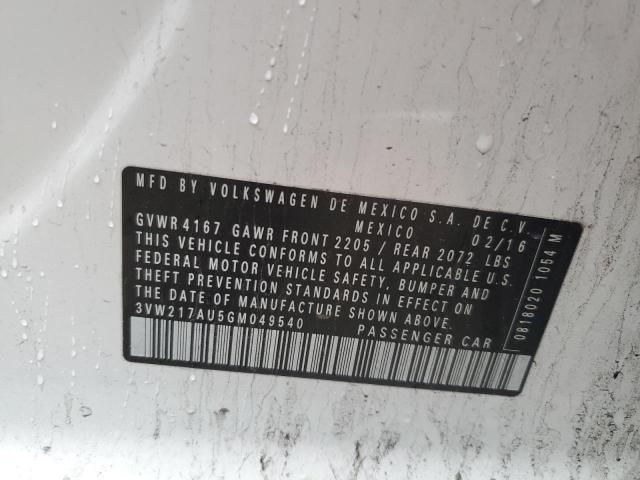 MFD BY VOLKSWAGEN DE MEXICO S.A. DE C.V.
MEXICO 02/16
GVWR 4167 GAWR FRONT 2205 / REAR 2072 LBS
THIS VEHICLE CONFORMS TO ALL APPLICABLE U.S.
FEDERAL MOTOR VEHICLE SAFETY, BUMPER AND
THEFT PREVENTION STANDARDS IN EFFECT ON
THE DATE OF MANUFACTURE SHOWN ABOVE.
3VW217AU5GM049540 PASSENGER CAR
0818020 1054 M